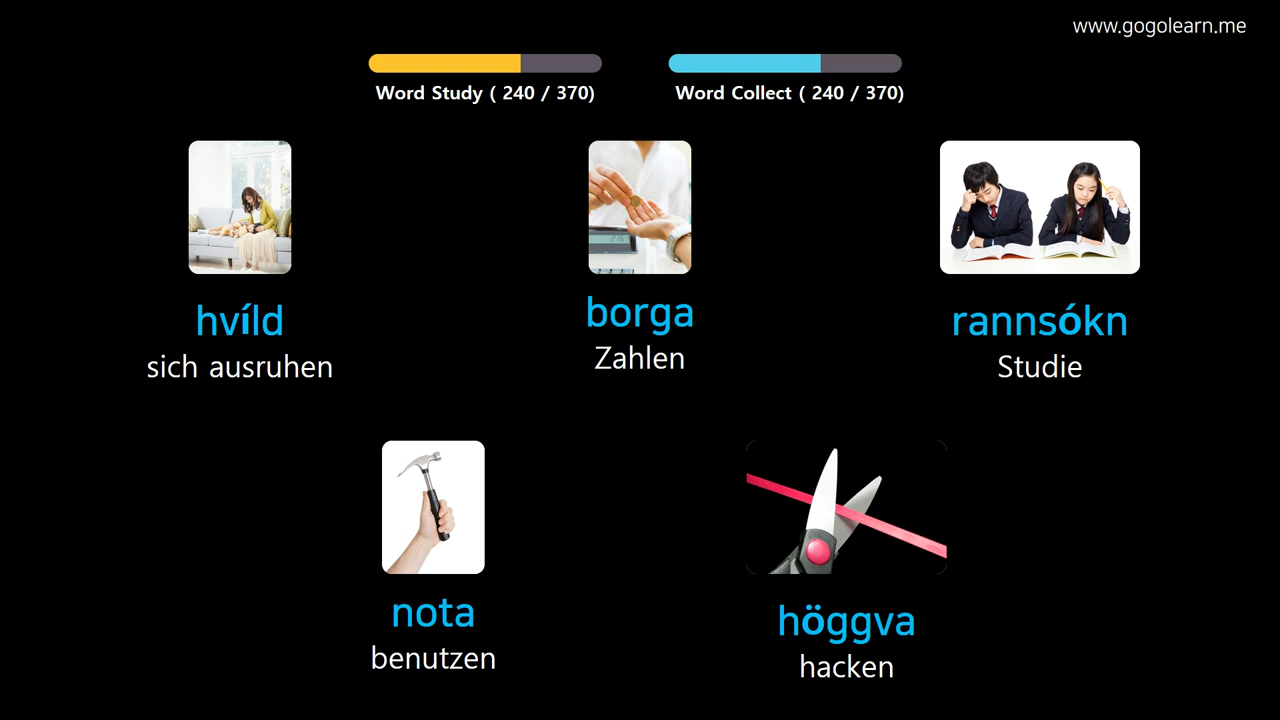 www.gogolearn.me
Word Study ( 240 / 370)
Word Collect ( 240 / 370)
hvíld
sich ausruhen
borga
Zahlen
rannsókn
Studie
nota
benutzen
höggva
hacken